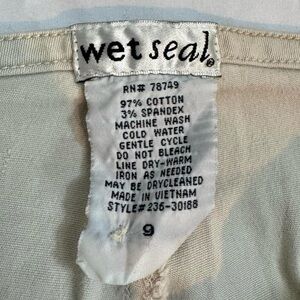 wet seal®
RN# 78749
97% COTTON
3% SPANDEX
MACHINE WASH
COLD WATER
GENTLE CYCLE
DO NOT BLEACH
LINE DRY-WARM
IRON AS NEEDED
MAY BE DRYCLEANED
MADE IN VIETNAM
STYLE# 236-30188
9